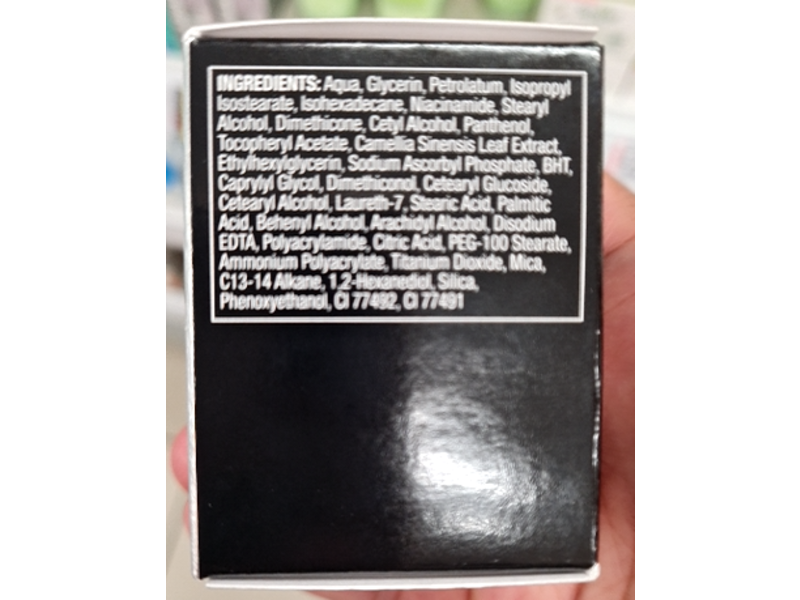 INGREDIENTS: Aqua, Glycerin, Petrolatum, Isopropyl
Isostearate, Isohexadecane, Niacinamide, Stearyl
Alcohol, Dimethicone, Cetyl Alcohol, Panthenol,
Tocopheryl Acetate, Camellia Sinensis Leaf Extract,
Ethylhexylglycerin, Sodium Ascorbyl Phosphate, BHT,
Caprylyl Glycol, Dimethiconol, Cetearyl Glucoside,
Cetearyl Alcohol, Laureth-7, Stearic Acid, Palmitic
Acid, Behenyl Alcohol, Arachidyl Alcohol, Disodium
EDTA, Polyacrylamide, Citric Acid, PEG-100 Stearate,
Ammonium Polyacrylate, Titanium Dioxide, Mica,
C13-14 Alkane, 1,2-Hexanediol, Silica,
Phenoxyethanol, CI 77492, CI 77491